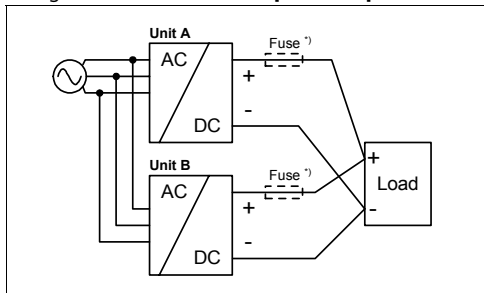 Unit A
AC
DC
Fuse *)
+
-
Unit B
AC
DC
Fuse *)
+
-
+
-
Load